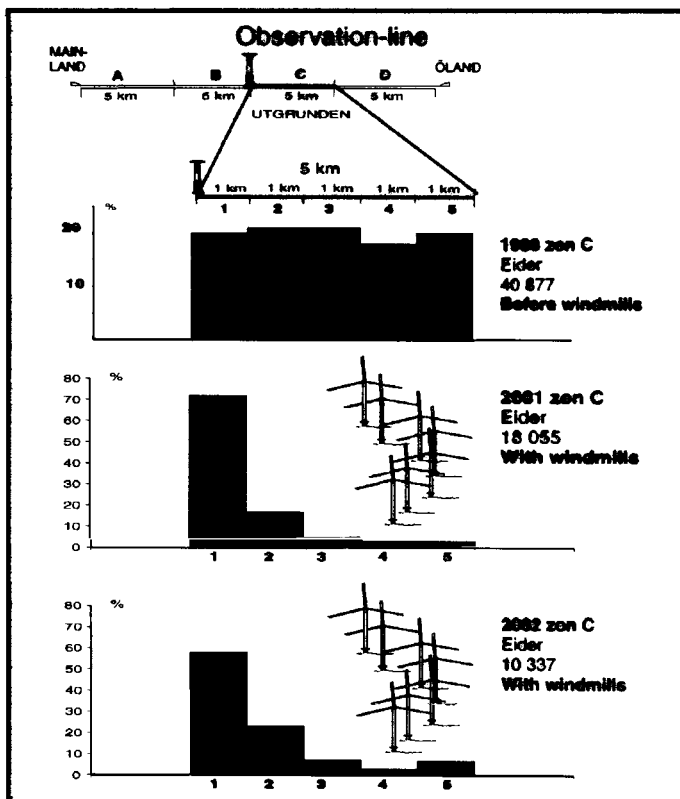 Observation-line
MAIN-
LAND
A B C D
ÖLAND
5 km 5 km 5 km 5 km
UTGRUNDEN
5 km
1 km 1 km 1 km 1 km 1 km
1 2 3 4 5
%
20
10
zon C
Eider
40 877
Before windmills
%
80
70
60
50
40
30
20
10
0
1 2 3 4 5
2001 zon C
Eider
18 055
With windmills
%
80
70
60
50
40
30
20
10
0
1 2 3 4 5
2002 zon C
Eider
10 337
With windmills